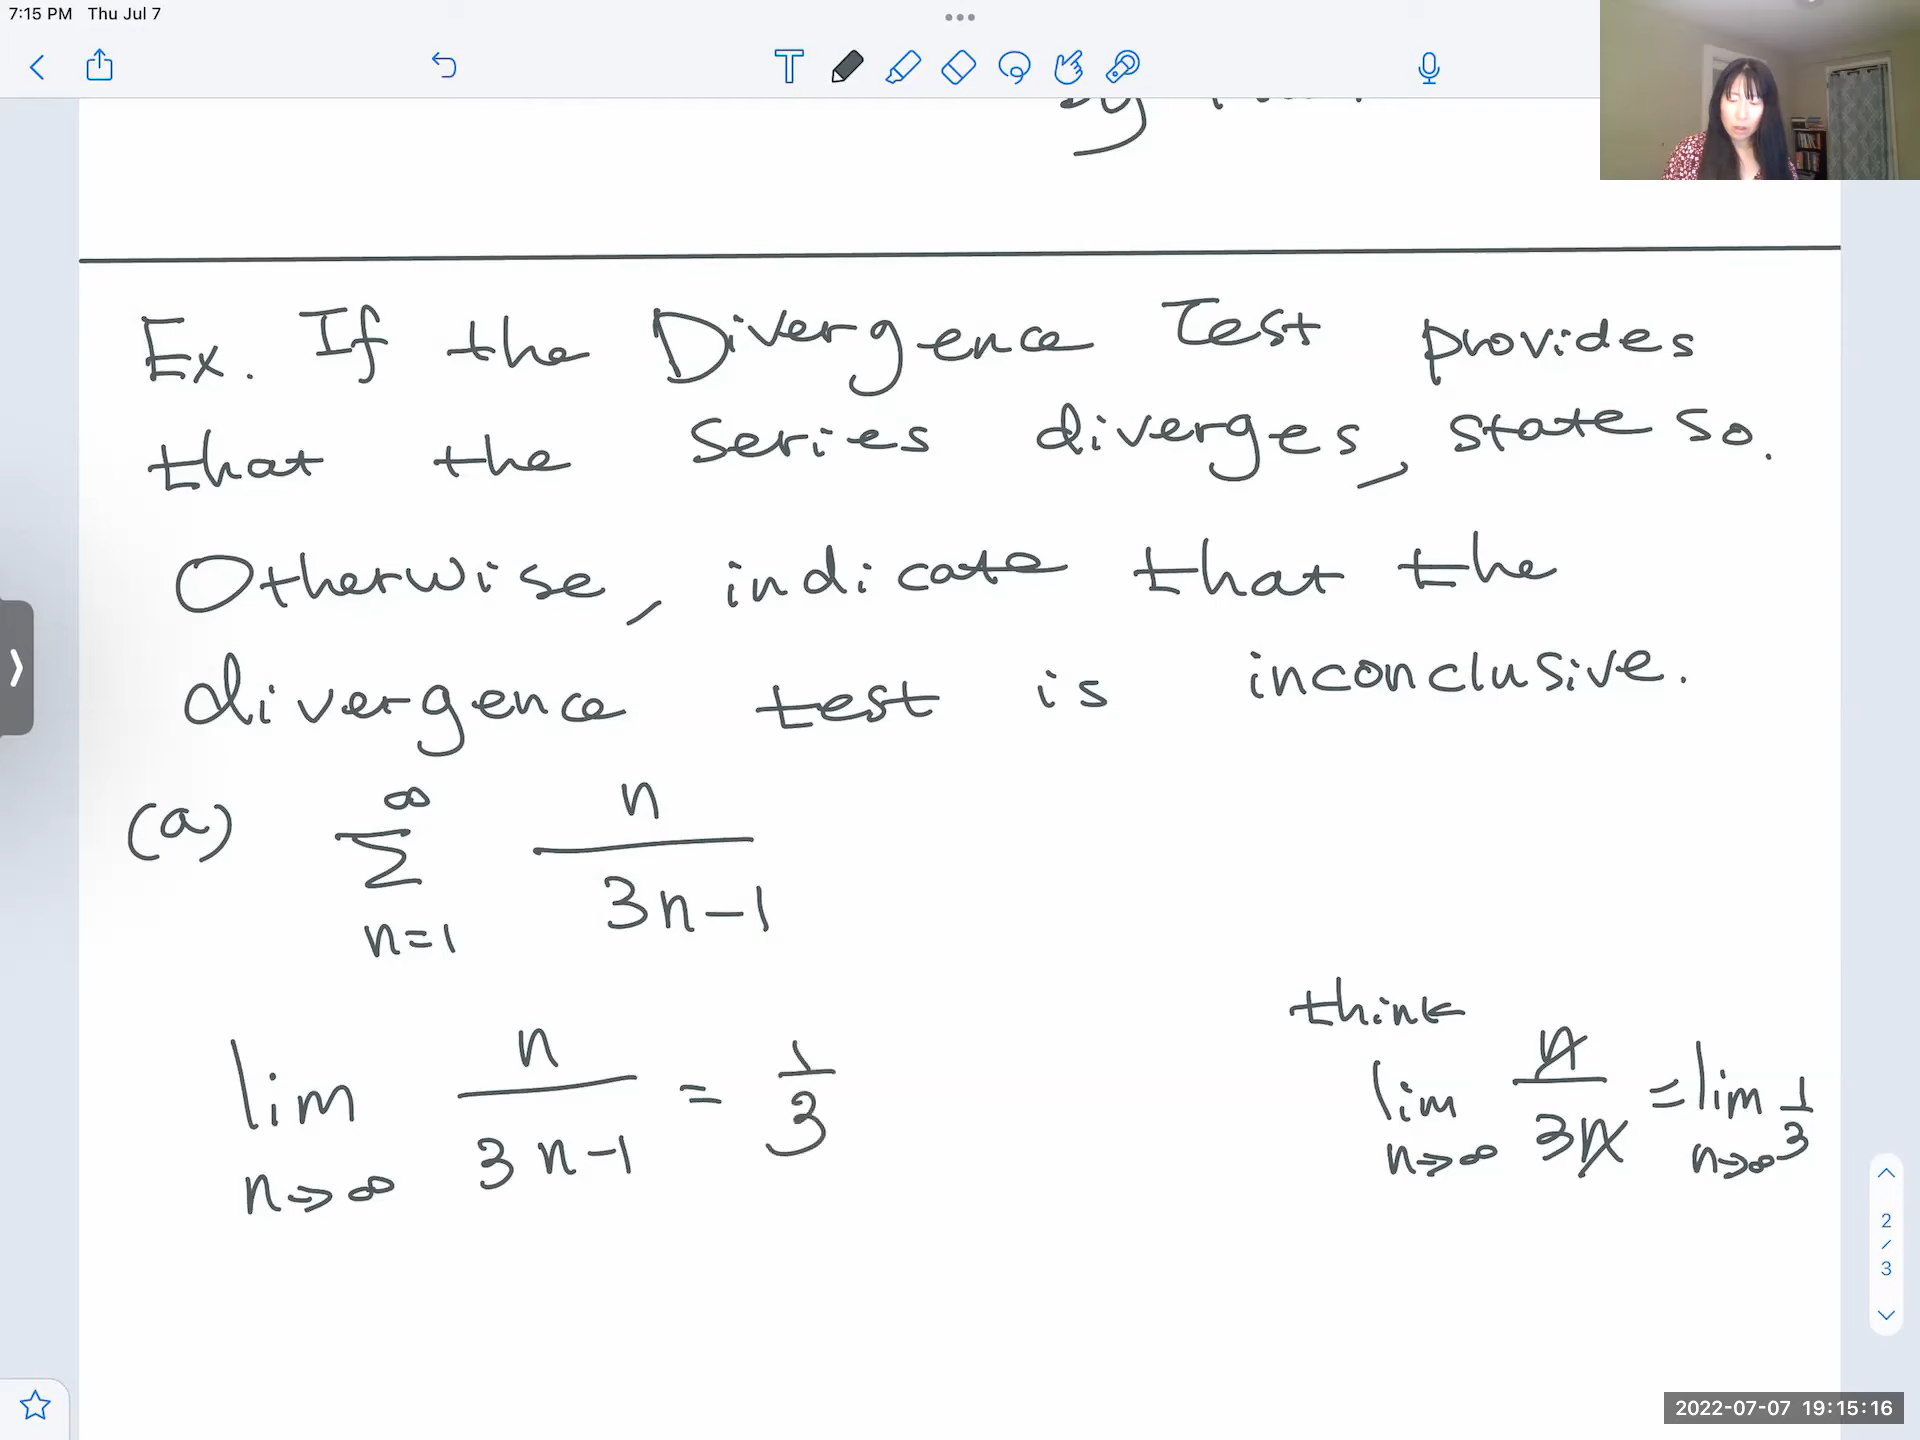 7:15 PM Thu Jul 7
Ex. If the Divergence Test provides
that the series diverges, state so.
Otherwise, indicate that the
divergence test is inconclusive.
(a) ∑_{n=1}^{∞} n/(3n-1)
think
lim_{n→∞} n/(3n-1) = 1/3
lim_{n→∞} n/(3n) = lim_{n→∞} 1/3
2
/
3
2022-07-07 19:15:16